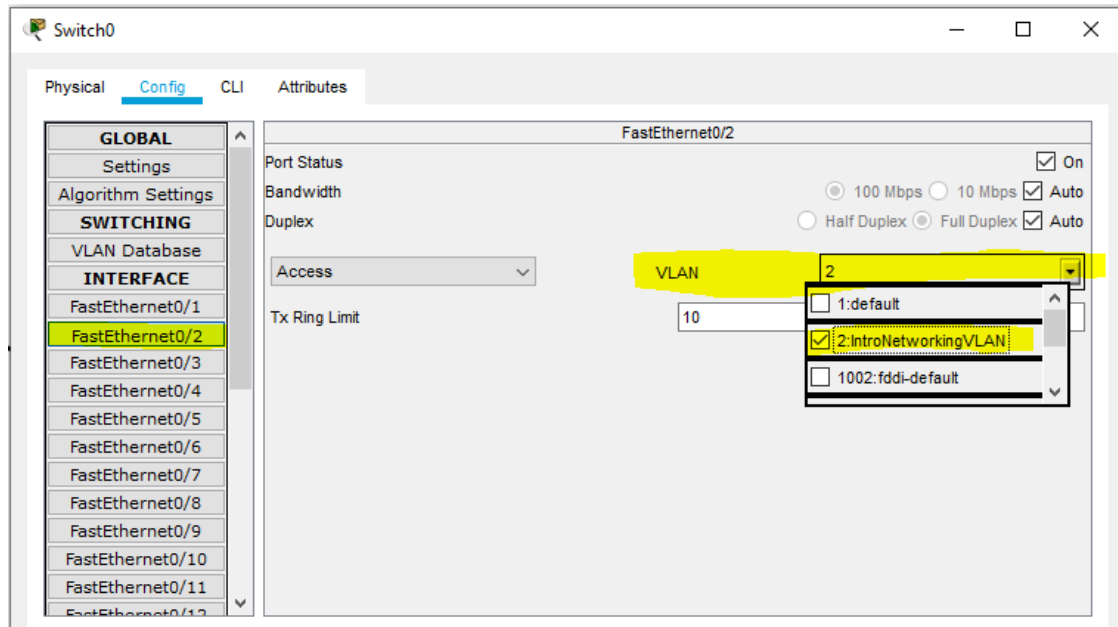 Switch0
Physical Config CLI Attributes
GLOBAL
Settings
Algorithm Settings
SWITCHING
VLAN Database
INTERFACE
FastEthernet0/1
FastEthernet0/2
FastEthernet0/3
FastEthernet0/4
FastEthernet0/5
FastEthernet0/6
FastEthernet0/7
FastEthernet0/8
FastEthernet0/9
FastEthernet0/10
FastEthernet0/11
FastEthernet0/12
FastEthernet0/2
Port Status On
Bandwidth 100 Mbps 10 Mbps Auto
Duplex Half Duplex Full Duplex Auto
Access VLAN 2
1:default
2:IntroNetworkingVLAN
1002:fddi-default
Tx Ring Limit 10